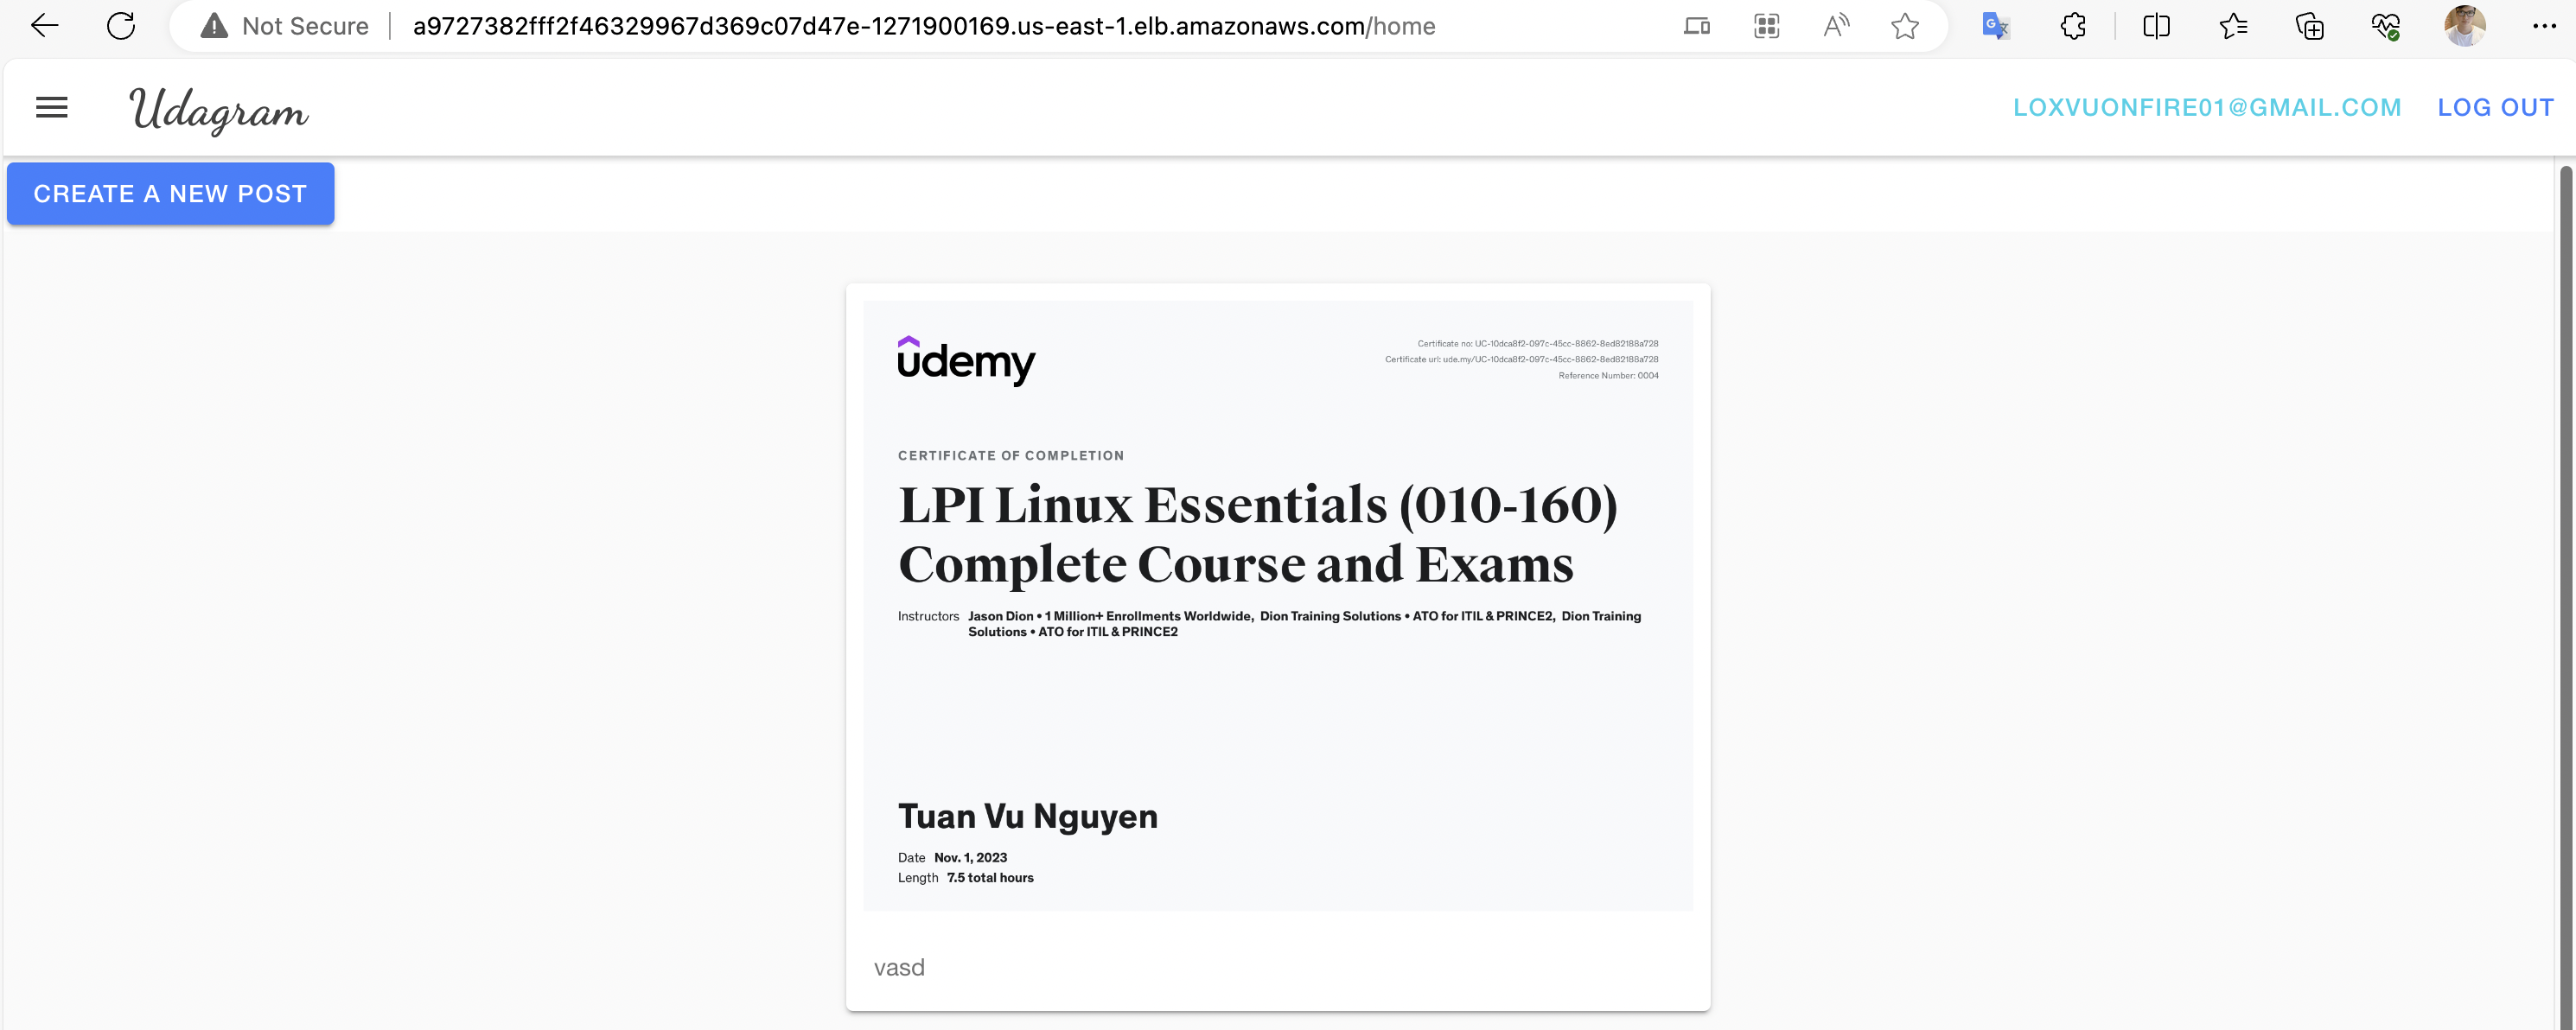 Not Secure a9727382fff2f46329967d369c07d47e-1271900169.us-east-1.elb.amazonaws.com/home
Udagram
LOXVUONFIRE01@GMAIL.COM LOG OUT
CREATE A NEW POST
udemy
Certificate no: UC-10dca8f2-097c-45cc-8862-8ed82188a728
Certificate url: ude.my/UC-10dca8f2-097c-45cc-8862-8ed82188a728
Reference Number: 0004
CERTIFICATE OF COMPLETION
LPI Linux Essentials (010-160)
Complete Course and Exams
Instructors Jason Dion • 1 Million+ Enrollments Worldwide, Dion Training Solutions • ATO for ITIL & PRINCE2, Dion Training
Solutions • ATO for ITIL & PRINCE2
Tuan Vu Nguyen
Date Nov. 1, 2023
Length 7.5 total hours
vasd